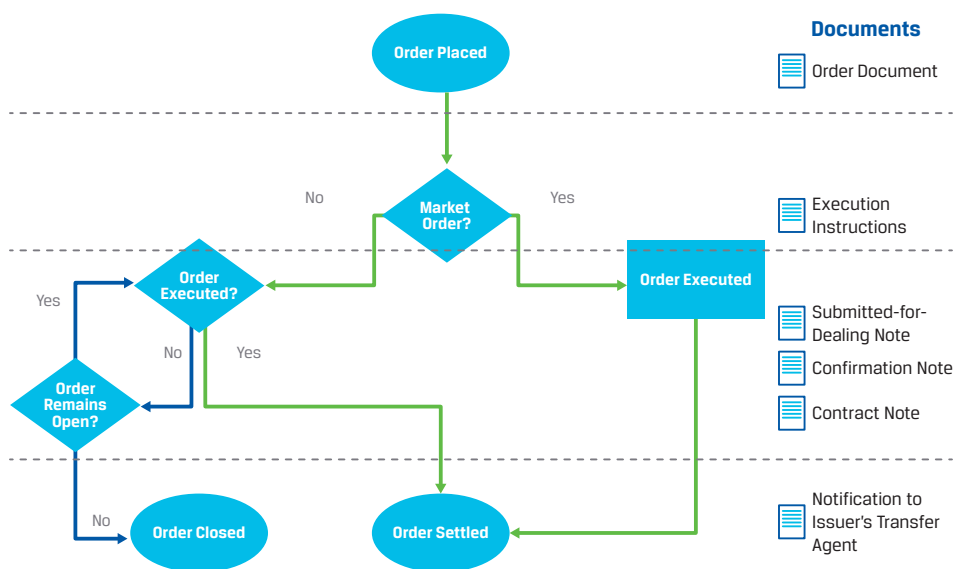 Documents
Order Placed
Order Document
No
Yes
Market
Order?
Execution
Instructions
Order
Executed?
Order Executed
Yes
Submitted-for-
Dealing Note
No
Yes
Confirmation Note
Order
Remains
Open?
Contract Note
No
Order Closed
Order Settled
Notification to
Issuer's Transfer
Agent